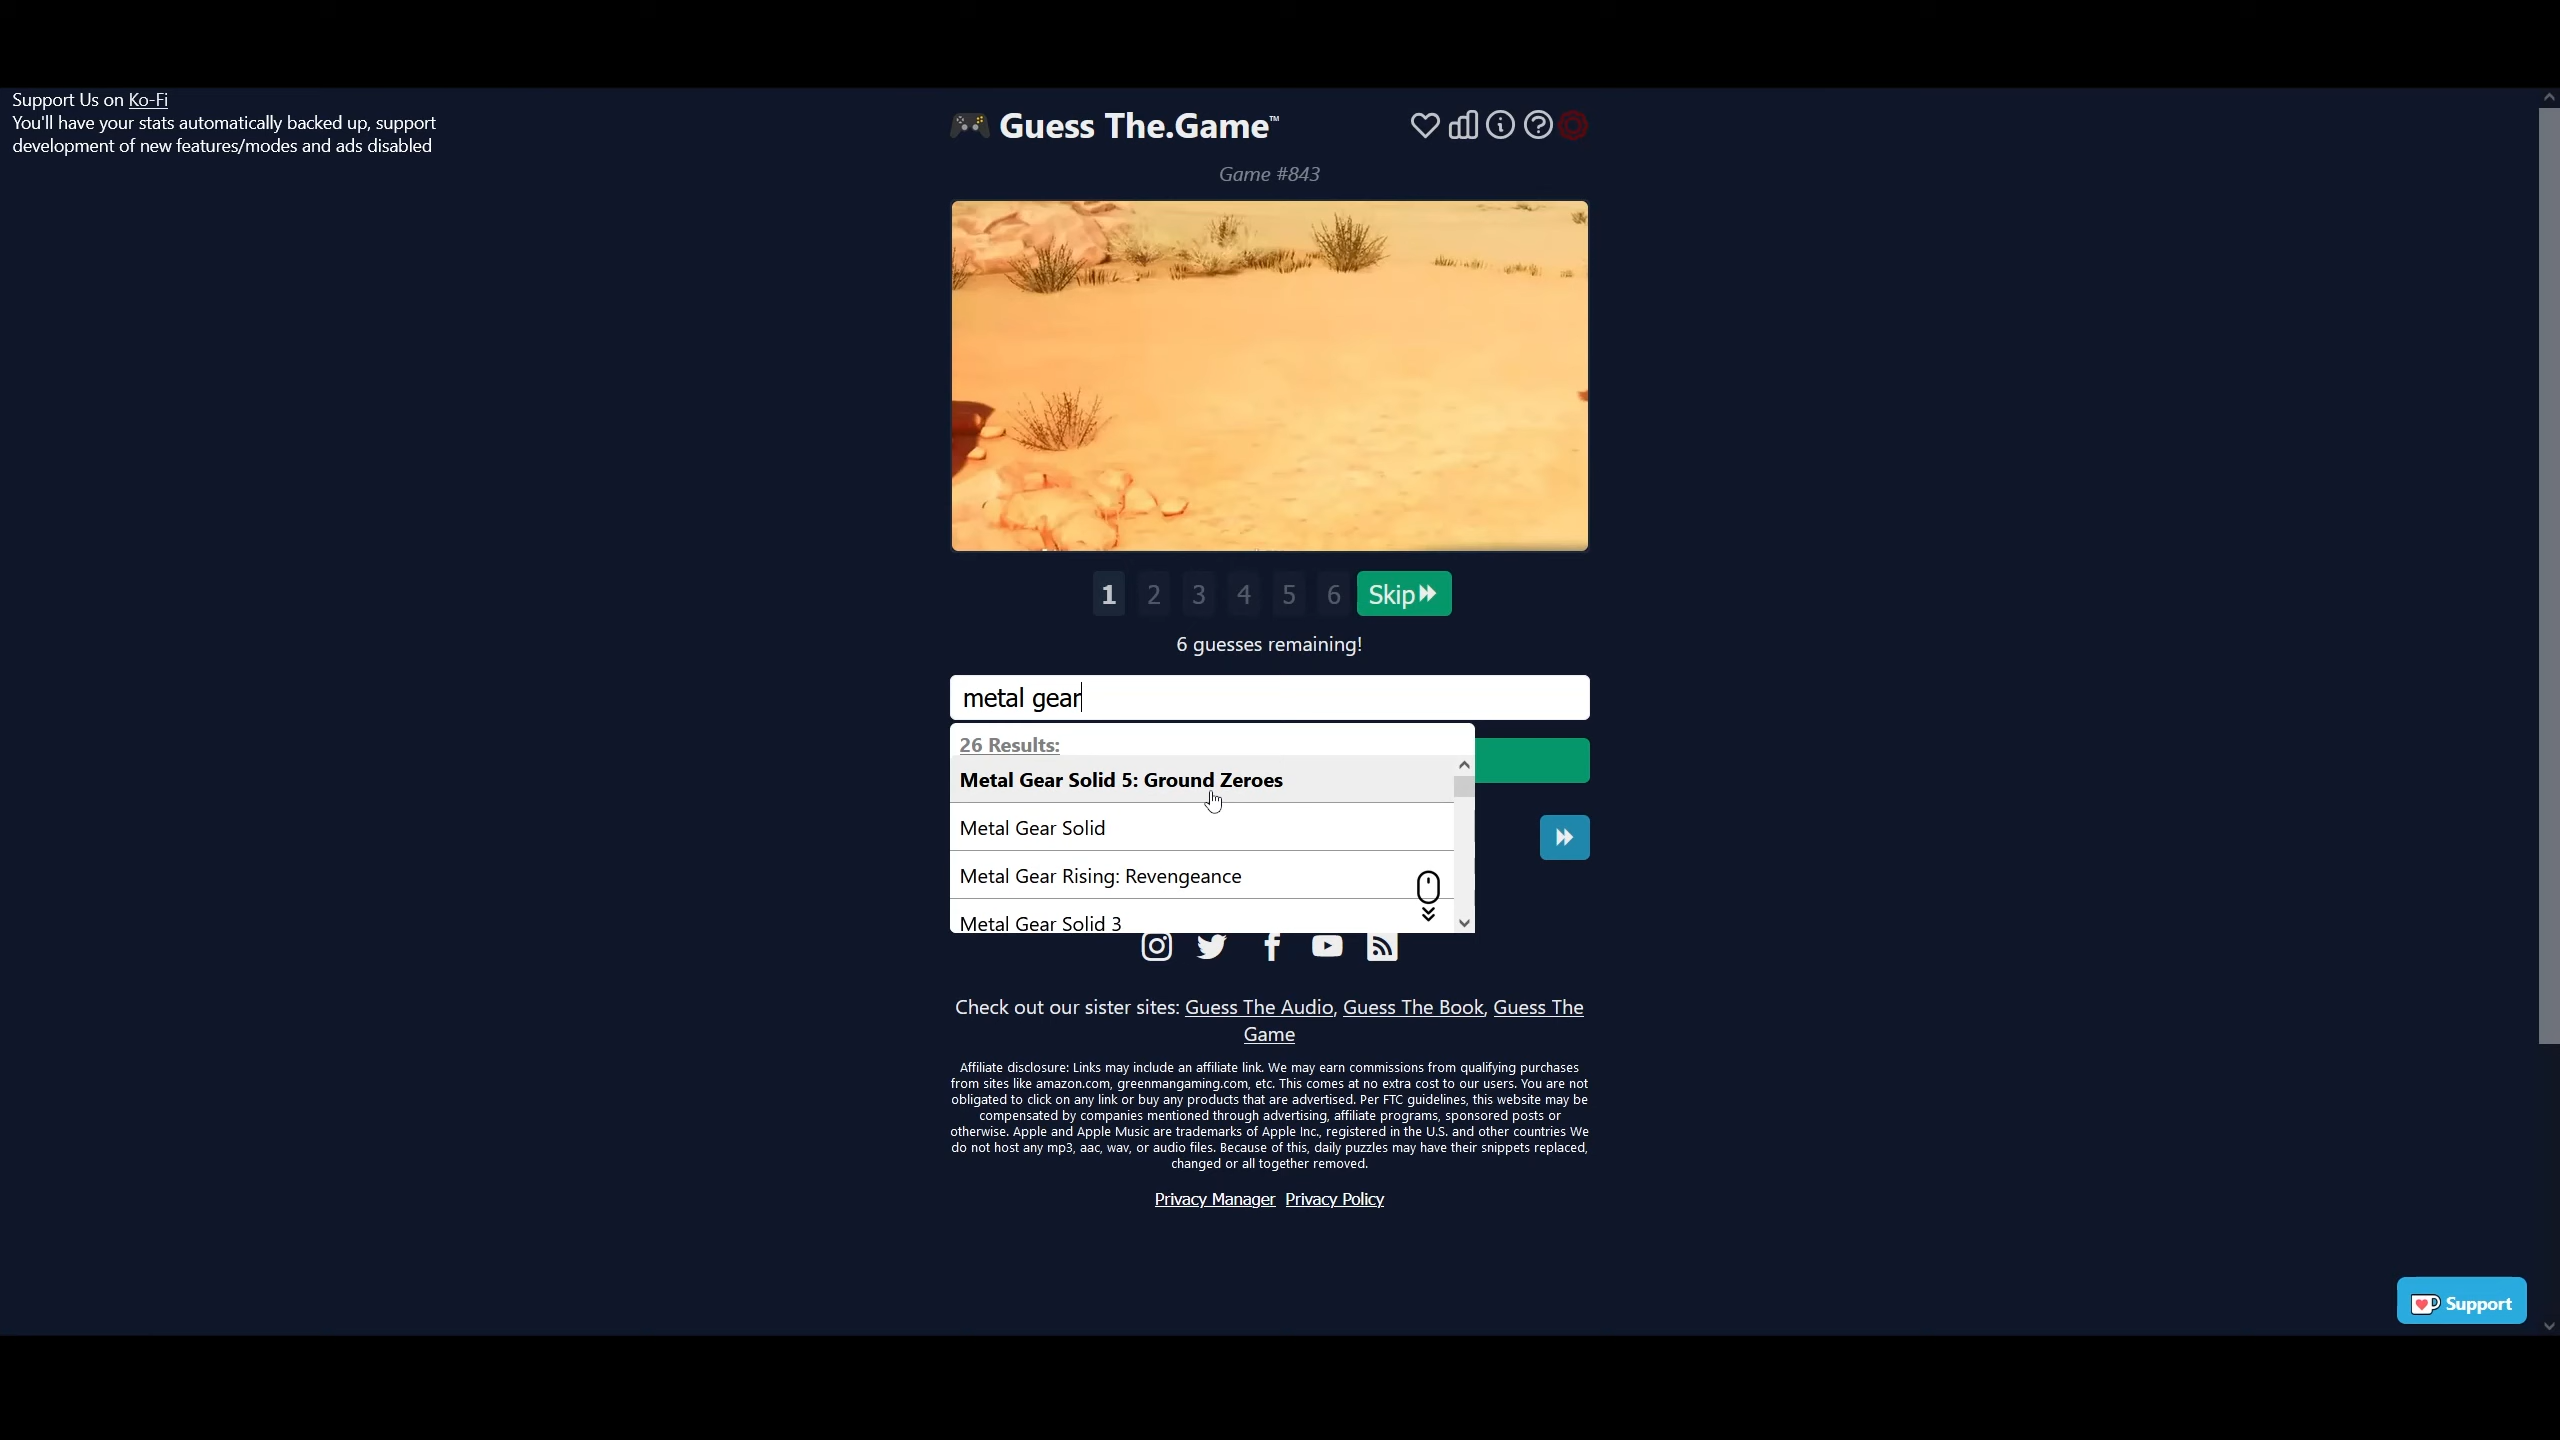 Support Us on Ko-Fi
You'll have your stats automatically backed up, support
development of new features/modes and ads disabled
Guess The.Game™
Game #843
1 2 3 4 5 6 Skip
6 guesses remaining!
metal gear
26 Results:
Metal Gear Solid 5: Ground Zeroes
Metal Gear Solid
Metal Gear Rising: Revengeance
Metal Gear Solid 3
Check out our sister sites: Guess The Audio, Guess The Book, Guess The
Game
Affiliate disclosure: Links may include an affiliate link. We may earn commissions from qualifying purchases
from sites like amazon.com, greenmangaming.com, etc. This comes at no extra cost to our users. You are not
obligated to click on any link or buy any products that are advertised. Per FTC guidelines, this website may be
compensated by companies mentioned through advertising, affiliate programs, sponsored posts or
otherwise. Apple and Apple Music are trademarks of Apple Inc., registered in the U.S. and other countries We
do not host any mp3, aac, wav, or audio files. Because of this, daily puzzles may have their snippets replaced,
changed or all together removed.
Privacy Manager Privacy Policy
Support